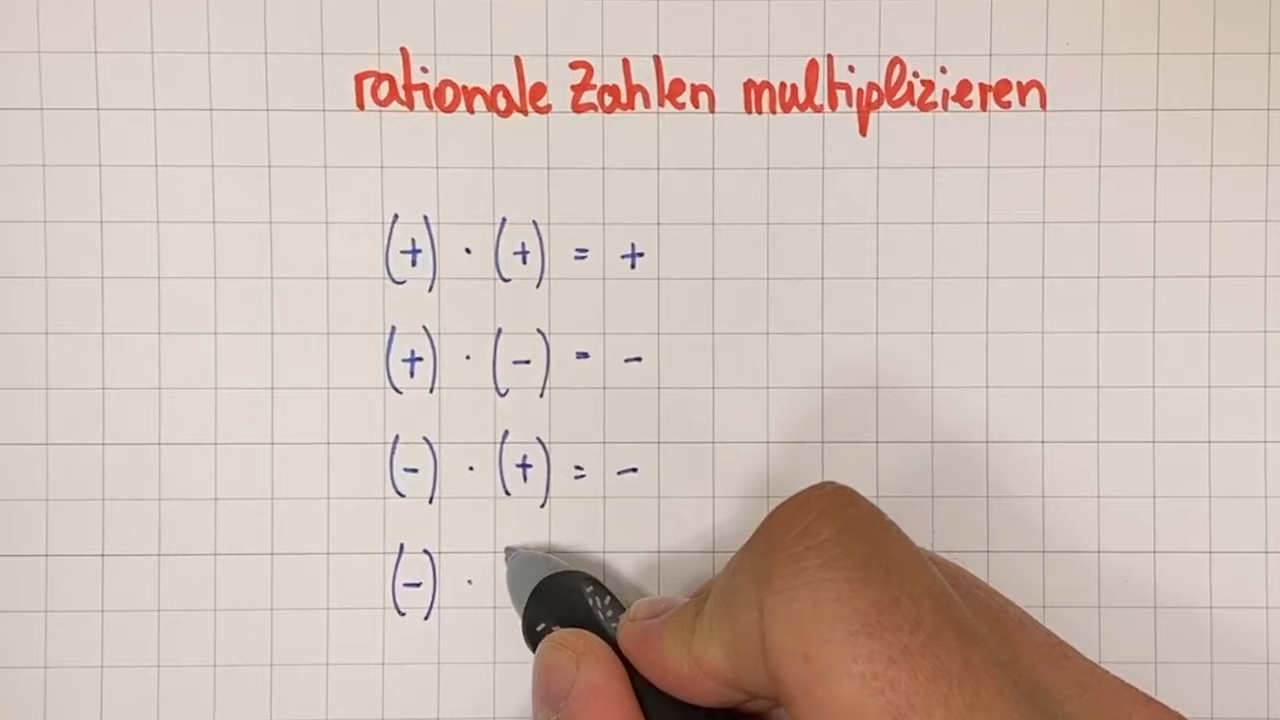 rationale Zahlen multiplizieren
(+) · (+) = +
(+) · (-) = -
(-) · (+) = -
(-) ·